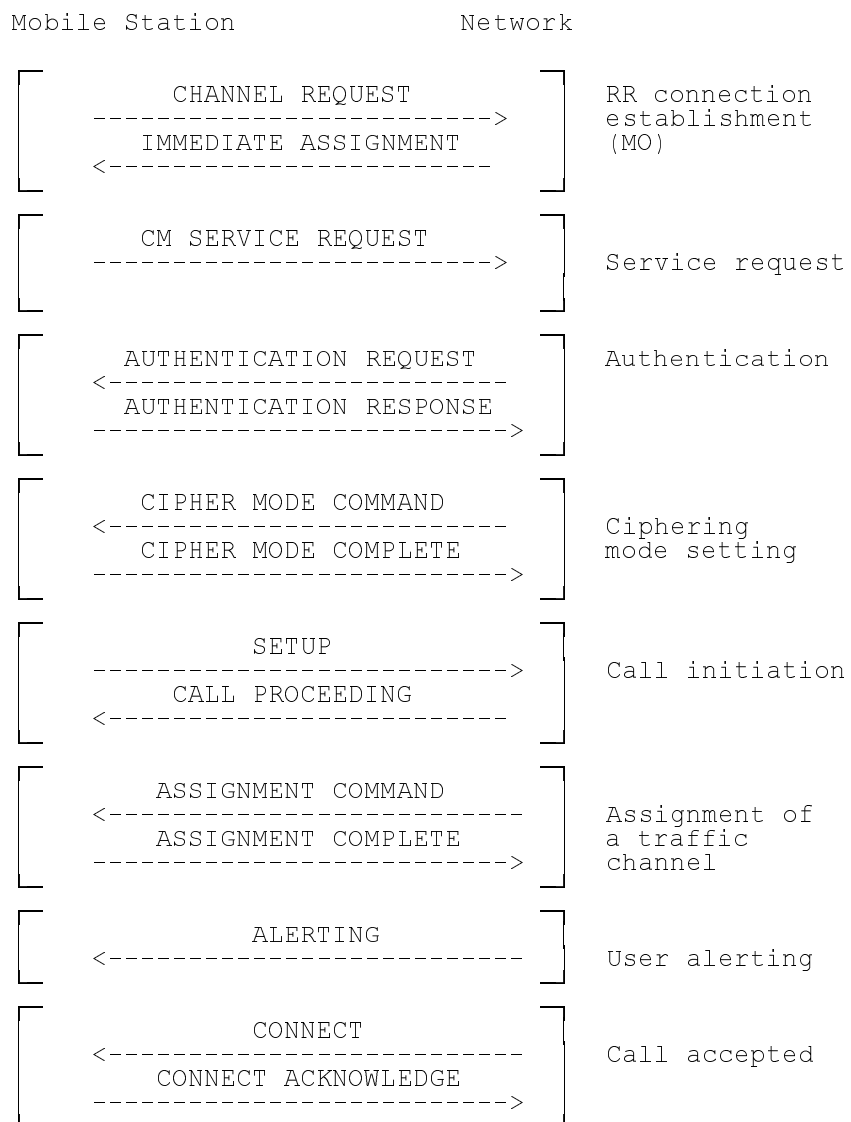 Mobile Station Network
CHANNEL REQUEST RR connection
-------------------------> establishment
IMMEDIATE ASSIGNMENT (MO)
<------------------------
CM SERVICE REQUEST
-------------------------> Service request
AUTHENTICATION REQUEST Authentication
<-------------------------
AUTHENTICATION RESPONSE
-------------------------->
CIPHER MODE COMMAND
<------------------------- Ciphering
CIPHER MODE COMPLETE mode setting
-------------------------->
SETUP
--------------------------> Call initiation
CALL PROCEEDING
<-------------------------
ASSIGNMENT COMMAND
<-------------------------- Assignment of
ASSIGNMENT COMPLETE a traffic
--------------------------> channel
ALERTING
<-------------------------- User alerting
CONNECT
<-------------------------- Call accepted
CONNECT ACKNOWLEDGE
-------------------------->